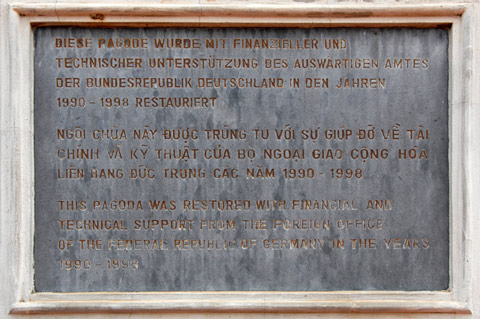 DIESE PAGODE WURDE MIT FINANZIELLER UND
TECHNISCHER UNTERSTÜTZUNG DES AUSWÄRTIGEN AMTES
DER BUNDESREPUBLIK DEUTSCHLAND IN DEN JAHREN
1990 - 1998 RESTAURIERT
NGÔI CHÙA NÀY ĐƯỢC TRÙNG TU VỚI SỰ GIÚP ĐỠ VỀ TÀI
CHÍNH VÀ KỸ THUẬT CỦA BỘ NGOẠI GIAO CỘNG HÒA
LIÊN BANG ĐỨC TRONG CÁC NĂM 1990 - 1998
THIS PAGODA WAS RESTORED WITH FINANCIAL AND
TECHNICAL SUPPORT FROM THE FOREIGN OFFICE
OF THE FEDERAL REPUBLIC OF GERMANY IN THE YEARS
1990 - 1998